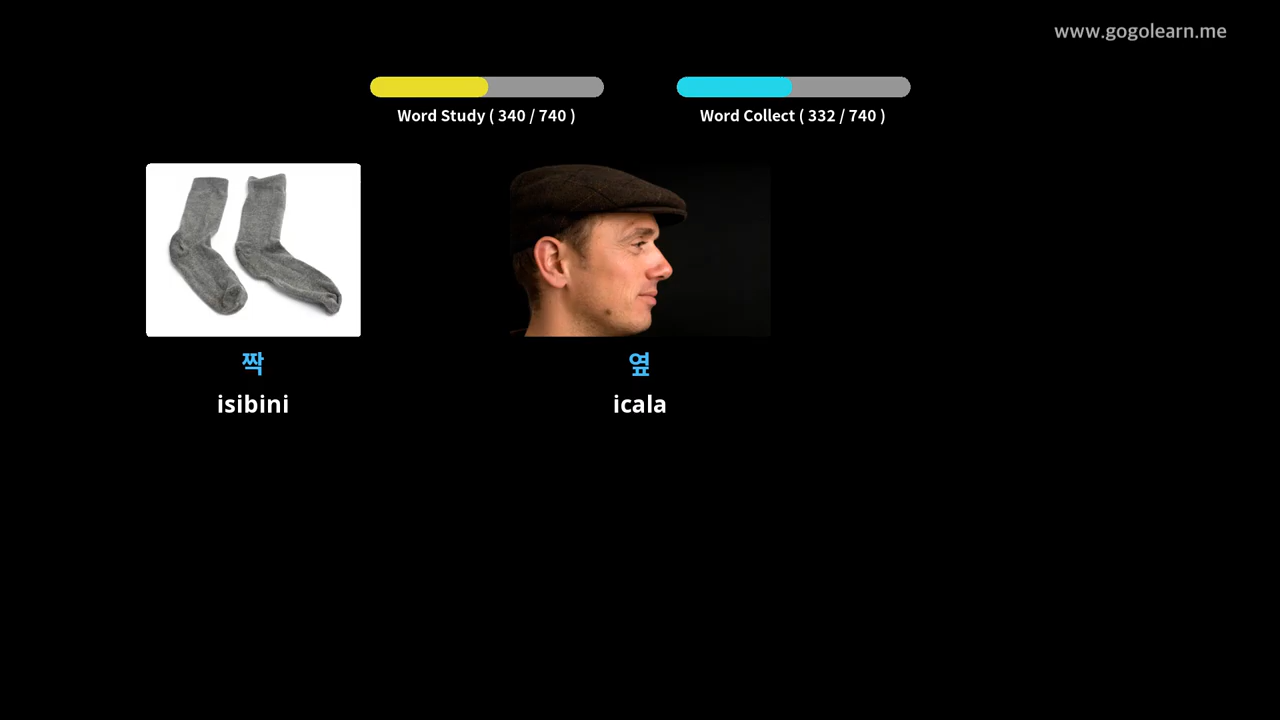 www.gogolearn.me
Word Study ( 340 / 740 )
Word Collect ( 332 / 740 )
짝
옆
isibini
icala